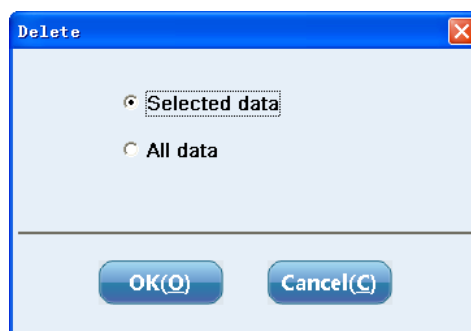 Delete
Selected data
All data
OK(O)
Cancel(C)